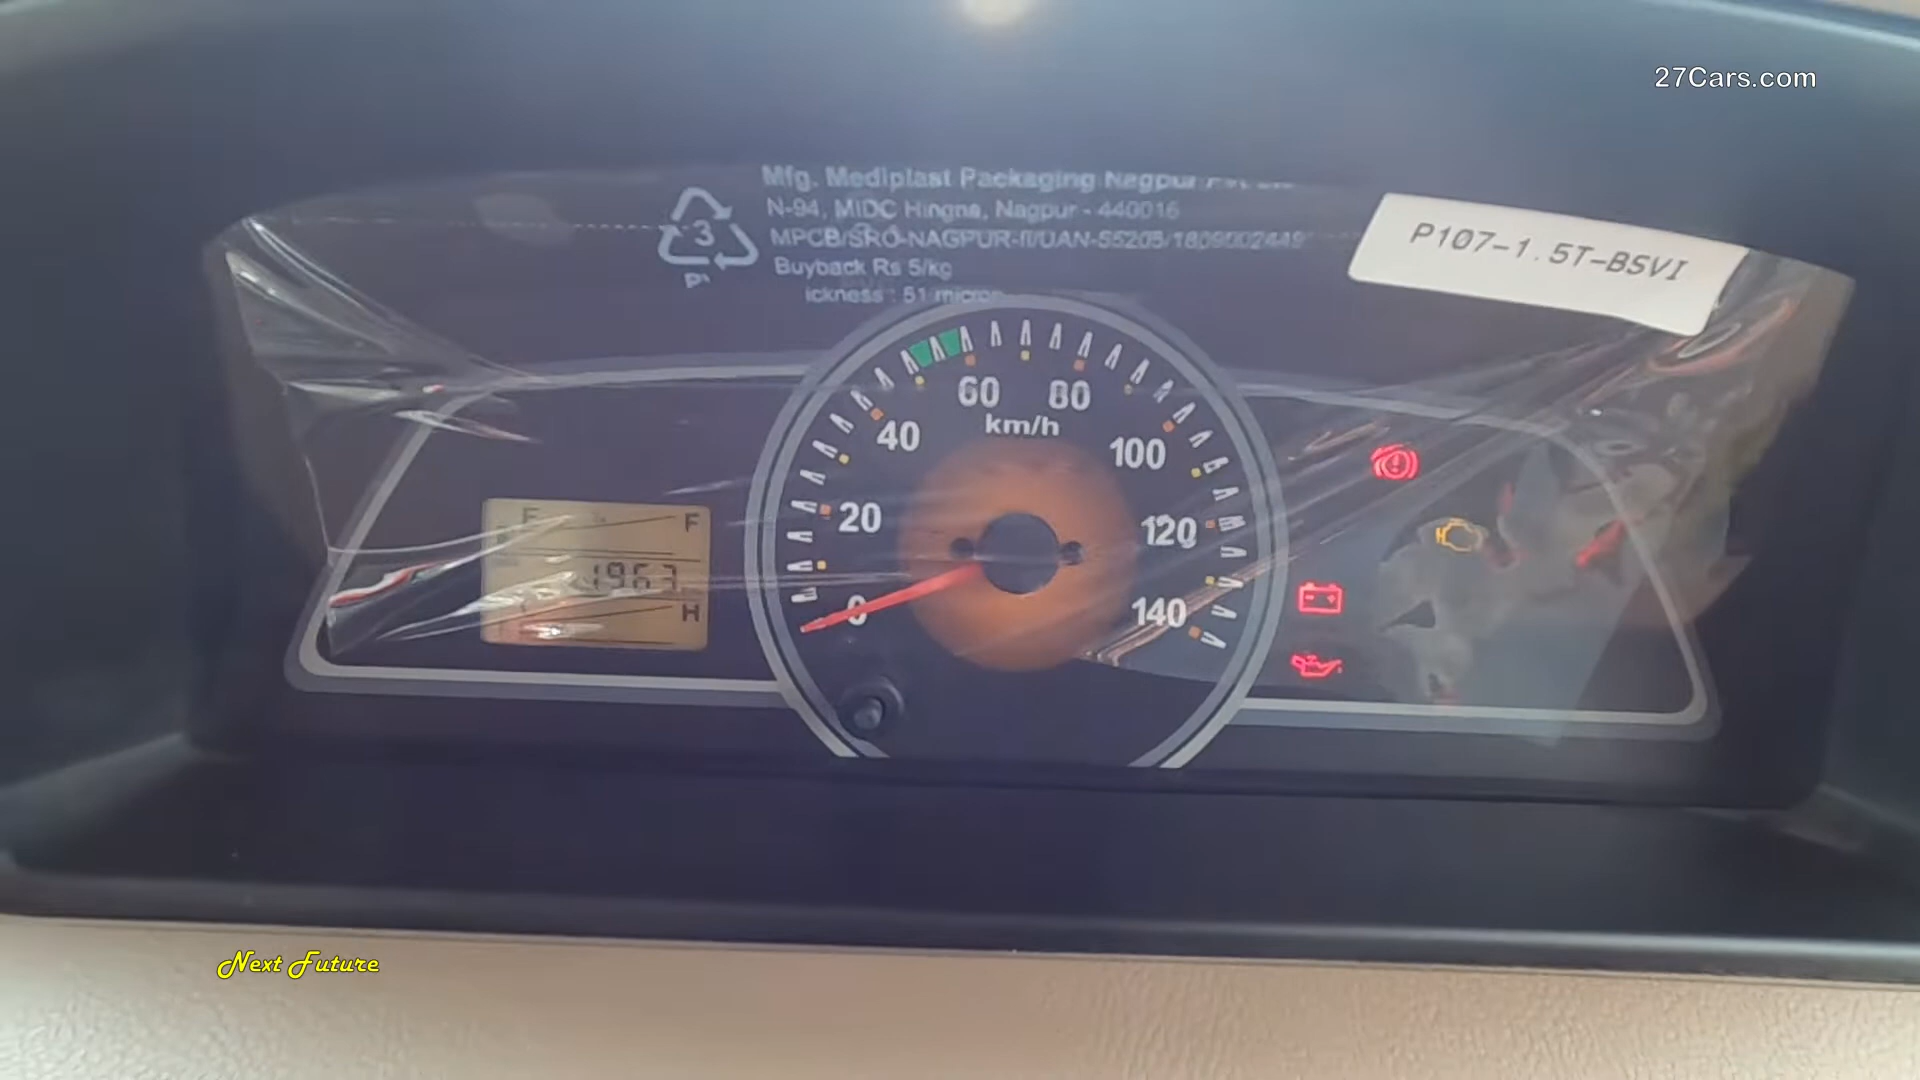 27Cars.com
Mfg. Mediplast Packaging Nagpur
N-94, MIDC Hingna, Nagpur - 440016
3
MPCB/SRO-NAGPUR-II/UAN-55205/1809002449
P107-1.5T-BSVI
Buyback Rs 5/kg
ickness : 51 micron
60 80
km/h
40 100
20 120
0 140
E F
1963
H
Next Future